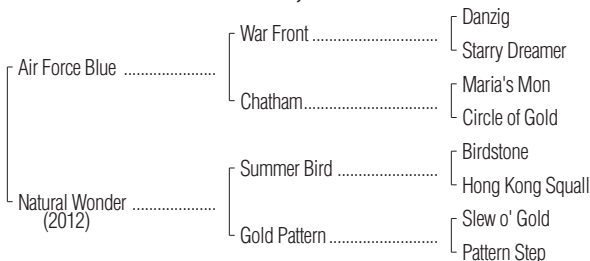 Danzig
War Front ........................
Starry Dreamer
Air Force Blue ......................
Maria's Mon
Chatham................................
Circle of Gold
Birdstone
Summer Bird ........................
Hong Kong Squall
Natural Wonder ....................
(2012)
Slew o' Gold
Gold Pattern ..........................
Pattern Step